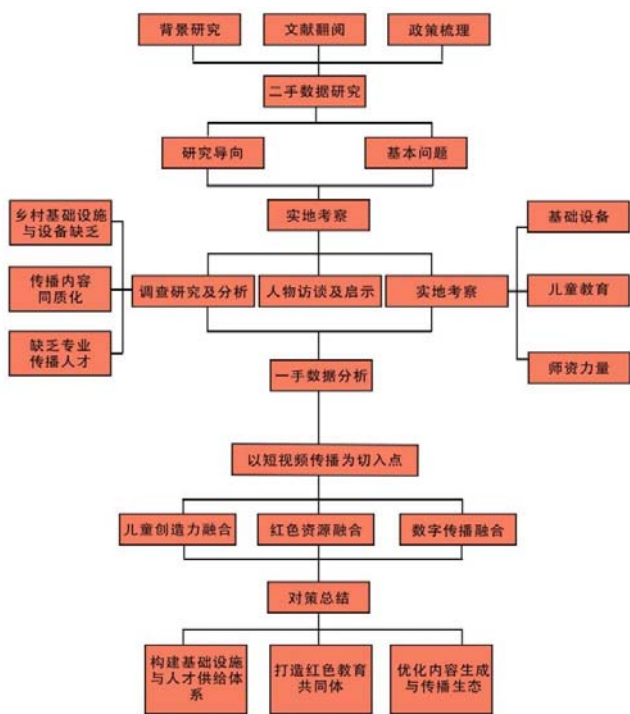 背景研究
文献翻阅
政策梳理
二手数据研究
研究导向
基本问题
实地考察
乡村基础设施
与设备缺乏
传播内容
同质化
缺乏专业
传播人才
调查研究及分析
人物访谈及启示
实地考察
基础设备
儿童教育
师资力量
一手数据分析
以短视频传播为切入点
儿童创造力融合
红色资源融合
数字传播融合
对策总结
构建基础设施
与人才供给体
系
打造红色教育
共同体
优化内容生成
与传播生态